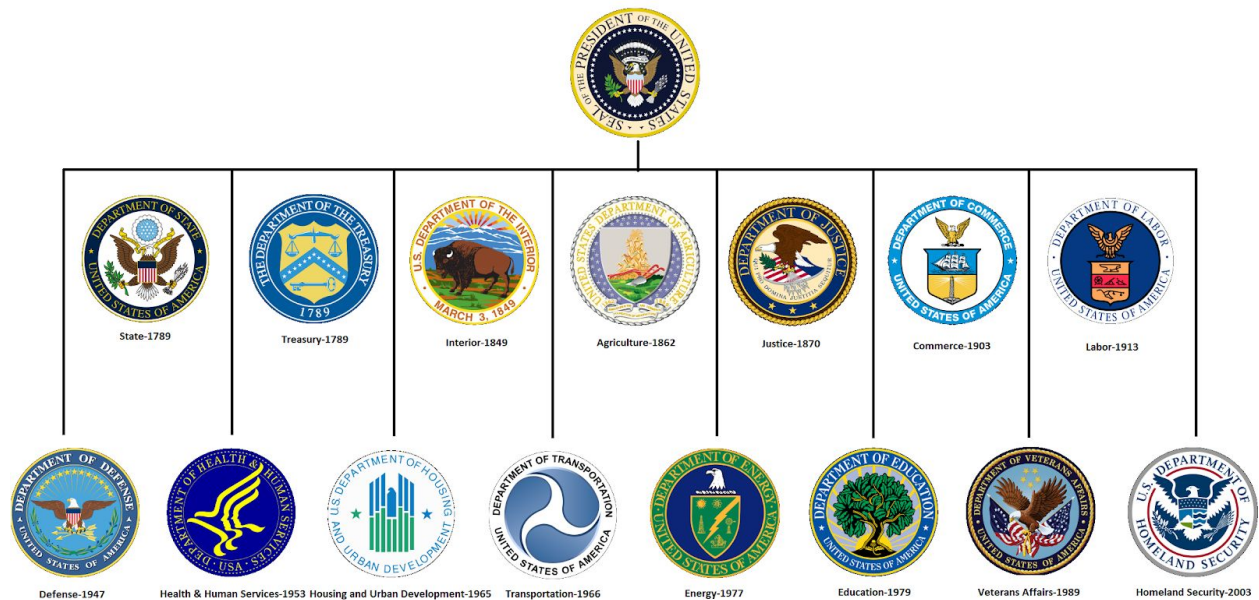 SEAL OF THE PRESIDENT OF THE UNITED STATES
DEPARTMENT OF STATE
UNITED STATES OF AMERICA
State-1789
THE DEPARTMENT OF THE TREASURY
1789
Treasury-1789
U.S. DEPARTMENT OF THE INTERIOR
MARCH 3, 1849
Interior-1849
UNITED STATES DEPARTMENT OF AGRICULTURE
Agriculture-1862
DEPARTMENT OF JUSTICE
QUI PRO DOMINA JUSTITIA SEQUITUR
Justice-1870
DEPARTMENT OF COMMERCE
UNITED STATES OF AMERICA
Commerce-1903
DEPARTMENT OF LABOR
UNITED STATES OF AMERICA
Labor-1913
DEPARTMENT OF DEFENSE
UNITED STATES OF AMERICA
Defense-1947
DEPARTMENT OF HEALTH & HUMAN SERVICES
USA
Health & Human Services-1953
U.S. DEPARTMENT OF HOUSING
AND URBAN DEVELOPMENT
Housing and Urban Development-1965
DEPARTMENT OF TRANSPORTATION
UNITED STATES OF AMERICA
Transportation-1966
DEPARTMENT OF ENERGY
UNITED STATES OF AMERICA
Energy-1977
DEPARTMENT OF EDUCATION
UNITED STATES OF AMERICA
Education-1979
DEPARTMENT OF VETERANS AFFAIRS
UNITED STATES OF AMERICA
Veterans Affairs-1989
U.S. DEPARTMENT OF
HOMELAND SECURITY
Homeland Security-2003